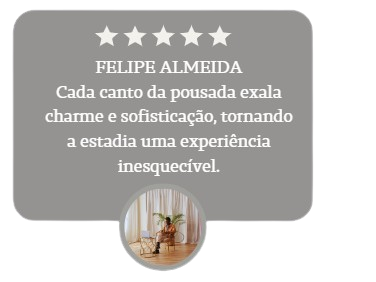 FELIPE ALMEIDA
Cada canto da pousada exala
charme e sofisticação, tornando
a estadia uma experiência
inesquecível.